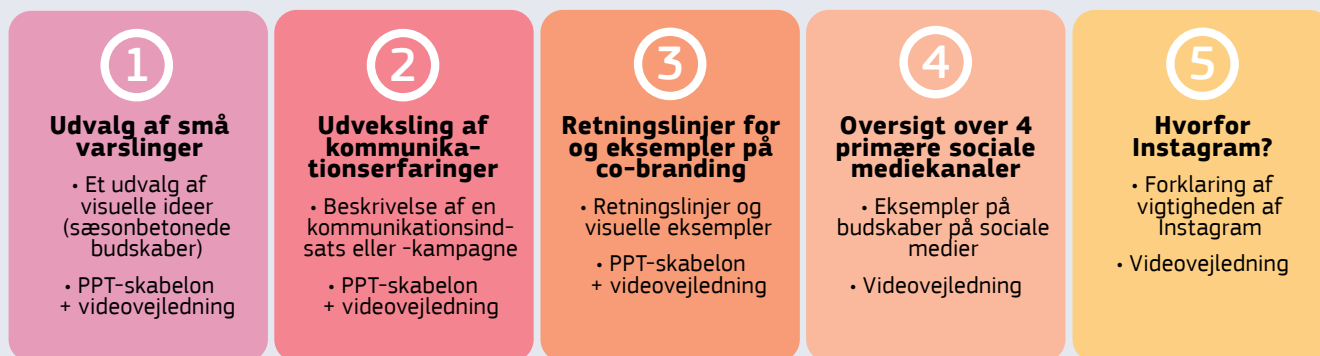 1
Udvalg af små
varslinger
• Et udvalg af
visuelle ideer
(sæsonbetonede
budskaber)
• PPT-skabelon
+ videovejledning
2
Udveksling af
kommunika-
tionserfaringer
• Beskrivelse af en
kommunikationsind-
sats eller -kampagne
• PPT-skabelon
+ videovejledning
3
Retningslinjer for
og eksempler på
co-branding
• Retningslinjer og
visuelle eksempler
• PPT-skabelon
+ videovejledning
4
Oversigt over 4
primære sociale
mediekanaler
• Eksempler på
budskaber på sociale
medier
• Videovejledning
5
Hvorfor
Instagram?
• Forklaring af
vigtigheden af
Instagram
• Videovejledning